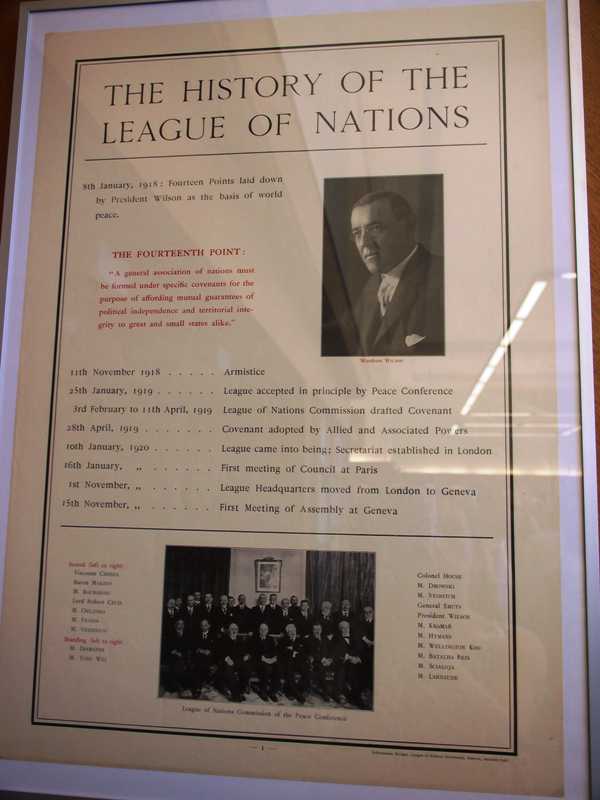 THE HISTORY OF THE
LEAGUE OF NATIONS
8th January, 1918: Fourteen Points laid down
by President Wilson as the basis of world
peace.
THE FOURTEENTH POINT:
"A general association of nations must
be formed under specific covenants for the
purpose of affording mutual guarantees of
political independence and territorial inte-
grity to great and small states alike."
Woodrow Wilson
11th November 1918 . . . . . Armistice
25th January, 1919 . . . . . . League accepted in principle by Peace Conference
3rd February to 11th April, 1919 League of Nations Commission drafted Covenant
28th April, 1919 . . . . . . . Covenant adopted by Allied and Associated Powers
10th January, 1920 . . . . . . League came into being; Secretariat established in London
16th January, „ . . . . . . First meeting of Council at Paris
1st November, „ . . . . . . League Headquarters moved from London to Geneva
15th November, „ . . . . . . First Meeting of Assembly at Geneva
Seated (left to right)
Viscount Chinda
Baron Makino
M. Bourgeois
Lord Robert Cecil
M. Orlando
M. Pessoa
M. Venizelos
Standing (left to right)
M. Diamandy
Colonel House
M. Dmowski
M. Vesnitch
General Smuts
President Wilson
M. Kramař
M. Hymans
M. Wellington Koo
M. Batalha Reis
M. Scialoja
M. Larnaude
League of Nations Commission of the Peace Conference
— 1 —